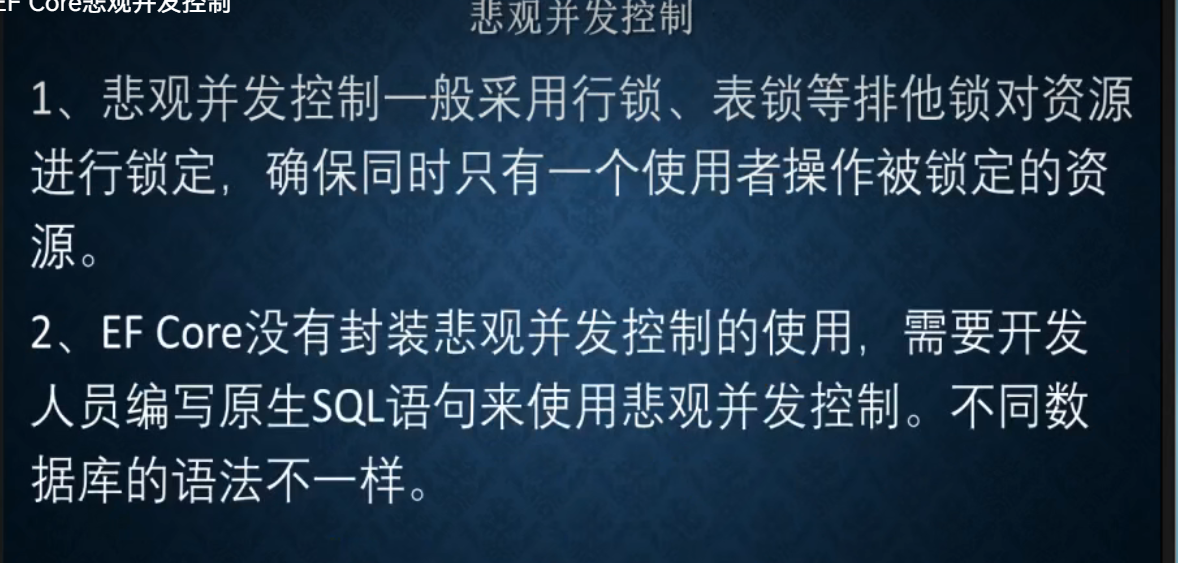 EF Core悲观并发控制
悲观并发控制
1、悲观并发控制一般采用行锁、表锁等排他锁对资源
进行锁定，确保同时只有一个使用者操作被锁定的资
源。
2、EF Core没有封装悲观并发控制的使用，需要开发
人员编写原生SQL语句来使用悲观并发控制。不同数
据库的语法不一样。